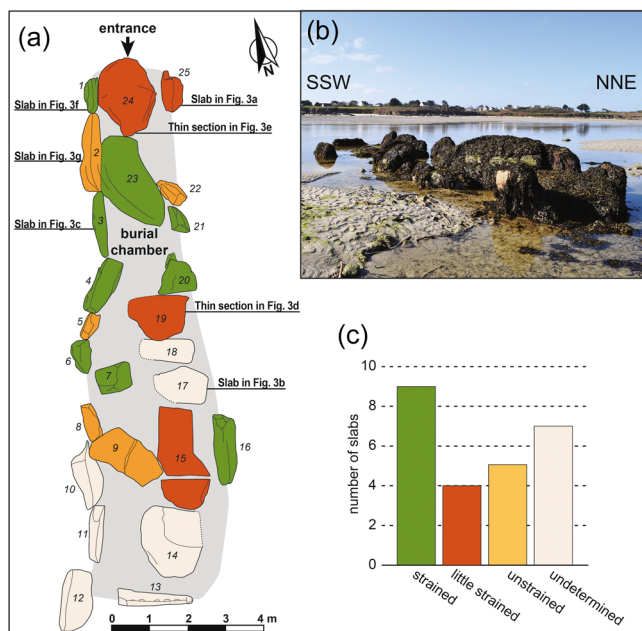 (a)
entrance
N
1
24
25
Slab in Fig. 3f
Slab in Fig. 3a
Thin section in Fig. 3e
2
Slab in Fig. 3g
23
22
Slab in Fig. 3c
3
21
burial
chamber
4
20
5
19
Thin section in Fig. 3d
6
18
7
17
Slab in Fig. 3b
8
9
15
16
10
11
14
12
13
0 1 2 3 4 m
(b)
SSW
NNE
(c)
10
8
6
4
2
0
number of slabs
strained
little strained
unstrained
undetermined